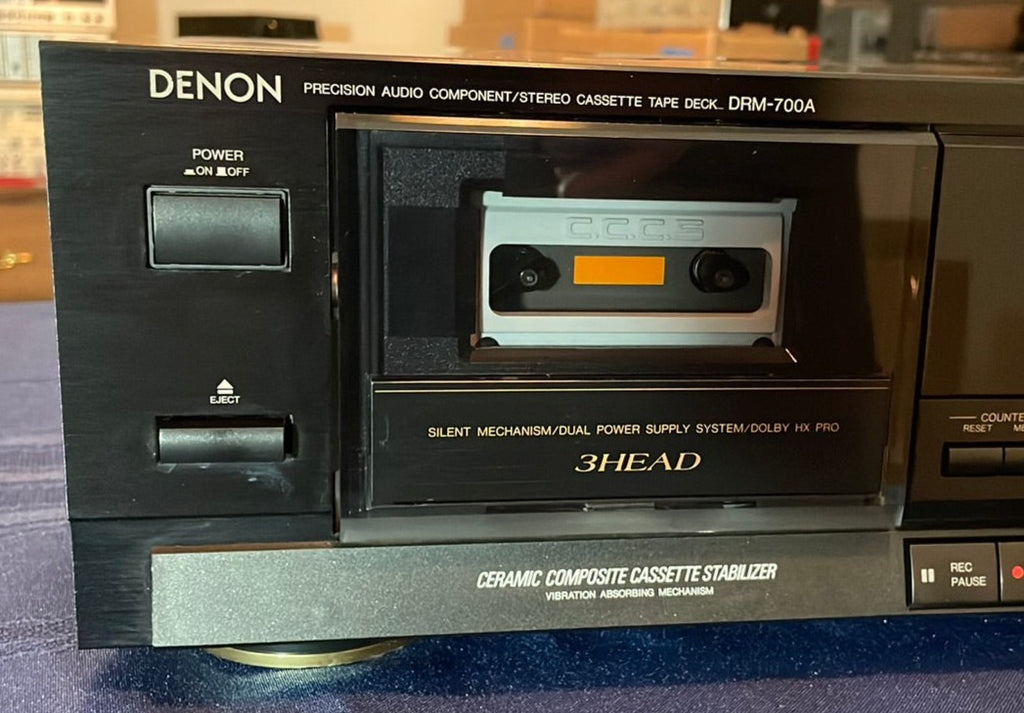 DENON PRECISION AUDIO COMPONENT/STEREO CASSETTE TAPE DECK DRM-700A
POWER
ON OFF
C.C.C.S
EJECT
COUNTE
RESET ME
SILENT MECHANISM/DUAL POWER SUPPLY SYSTEM/DOLBY HX PRO
3HEAD
CERAMIC COMPOSITE CASSETTE STABILIZER
VIBRATION ABSORBING MECHANISM
REC
PAUSE